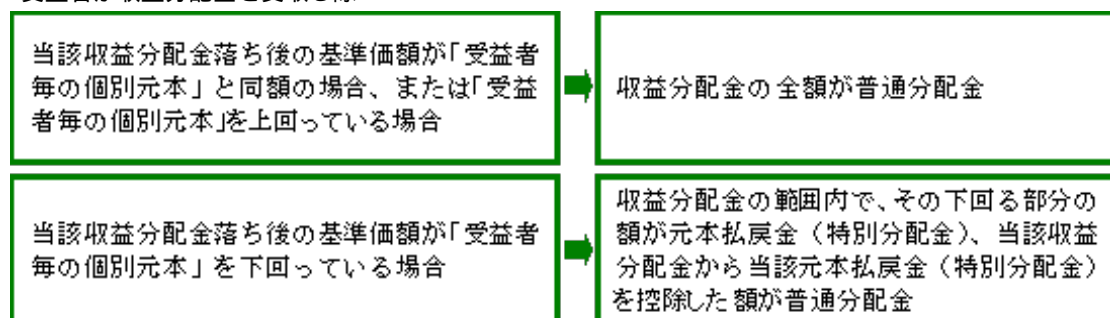 当該収益分配金落ち後の基準価額が「受益者
毎の個別元本」と同額の場合、または「受益
者毎の個別元本」を上回っている場合
収益分配金の全額が普通分配金
当該収益分配金落ち後の基準価額が「受益者
毎の個別元本」を下回っている場合
収益分配金の範囲内で、その下回る部分の
額が元本払戻金（特別分配金）、当該収益
分配金から当該元本払戻金（特別分配金）
を控除した額が普通分配金